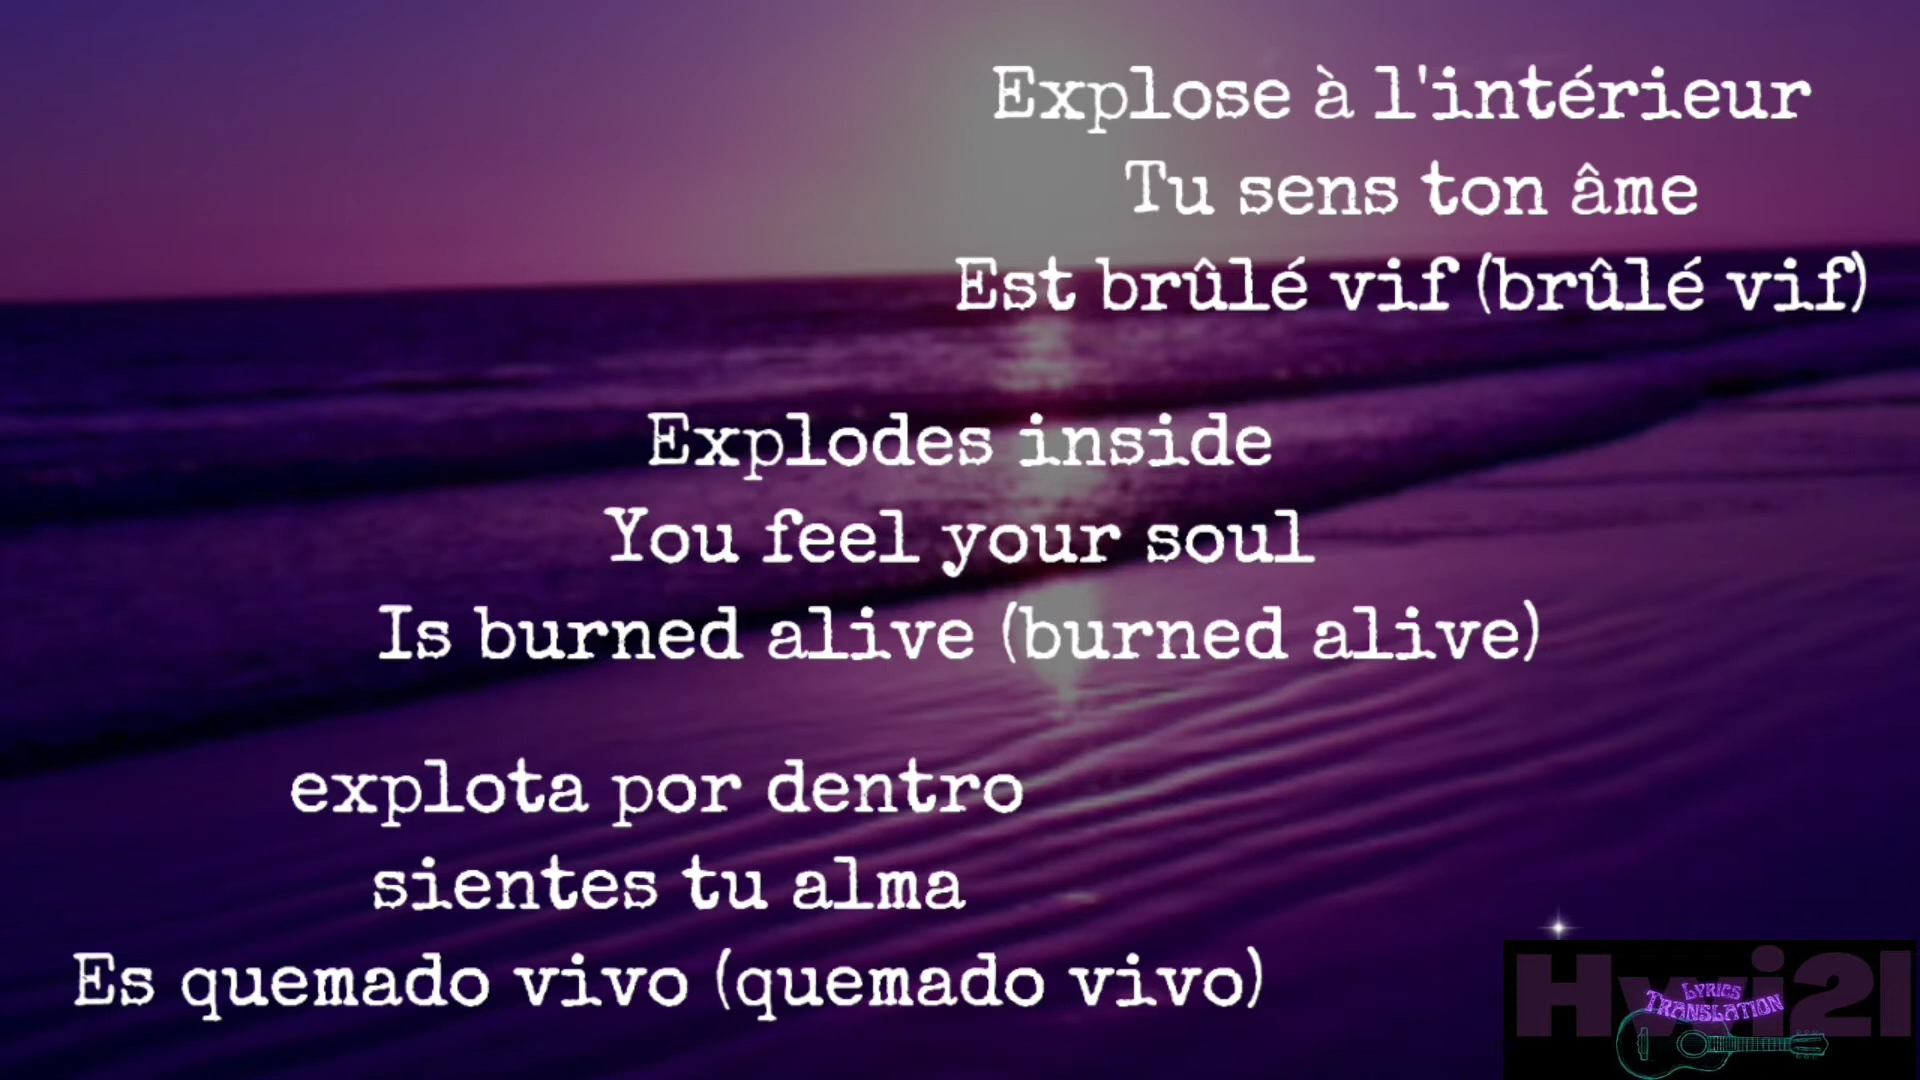 Explose à l'intérieur
Tu sens ton âme
Est brûlé vif (brûlé vif)
Explodes inside
You feel your soul
Is burned alive (burned alive)
explota por dentro
sientes tu alma
Es quemado vivo (quemado vivo)
LYRICS
TRANSLATION